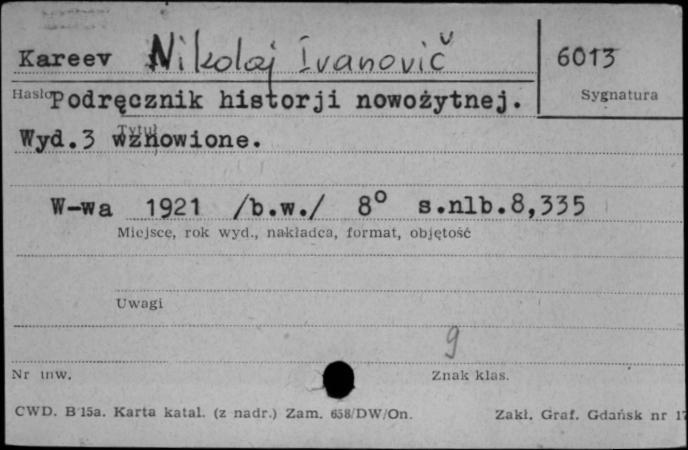 Kareev Nikolaj Ivanovič 6013
Hasło Sygnatura
Podręcznik historji nowożytnej.
Tytuł
Wyd.3 wznowione.
W-wa 1921 /b.w./ 8° s.nlb.8,335
Miejsce, rok wyd., nakładca, format, objętość
Uwagi
9
Nr inw. Znak klas.
CWD. B 15a. Karta katal. (z nadr.) Zam. 658/DW/On. Zakł. Graf. Gdańsk nr